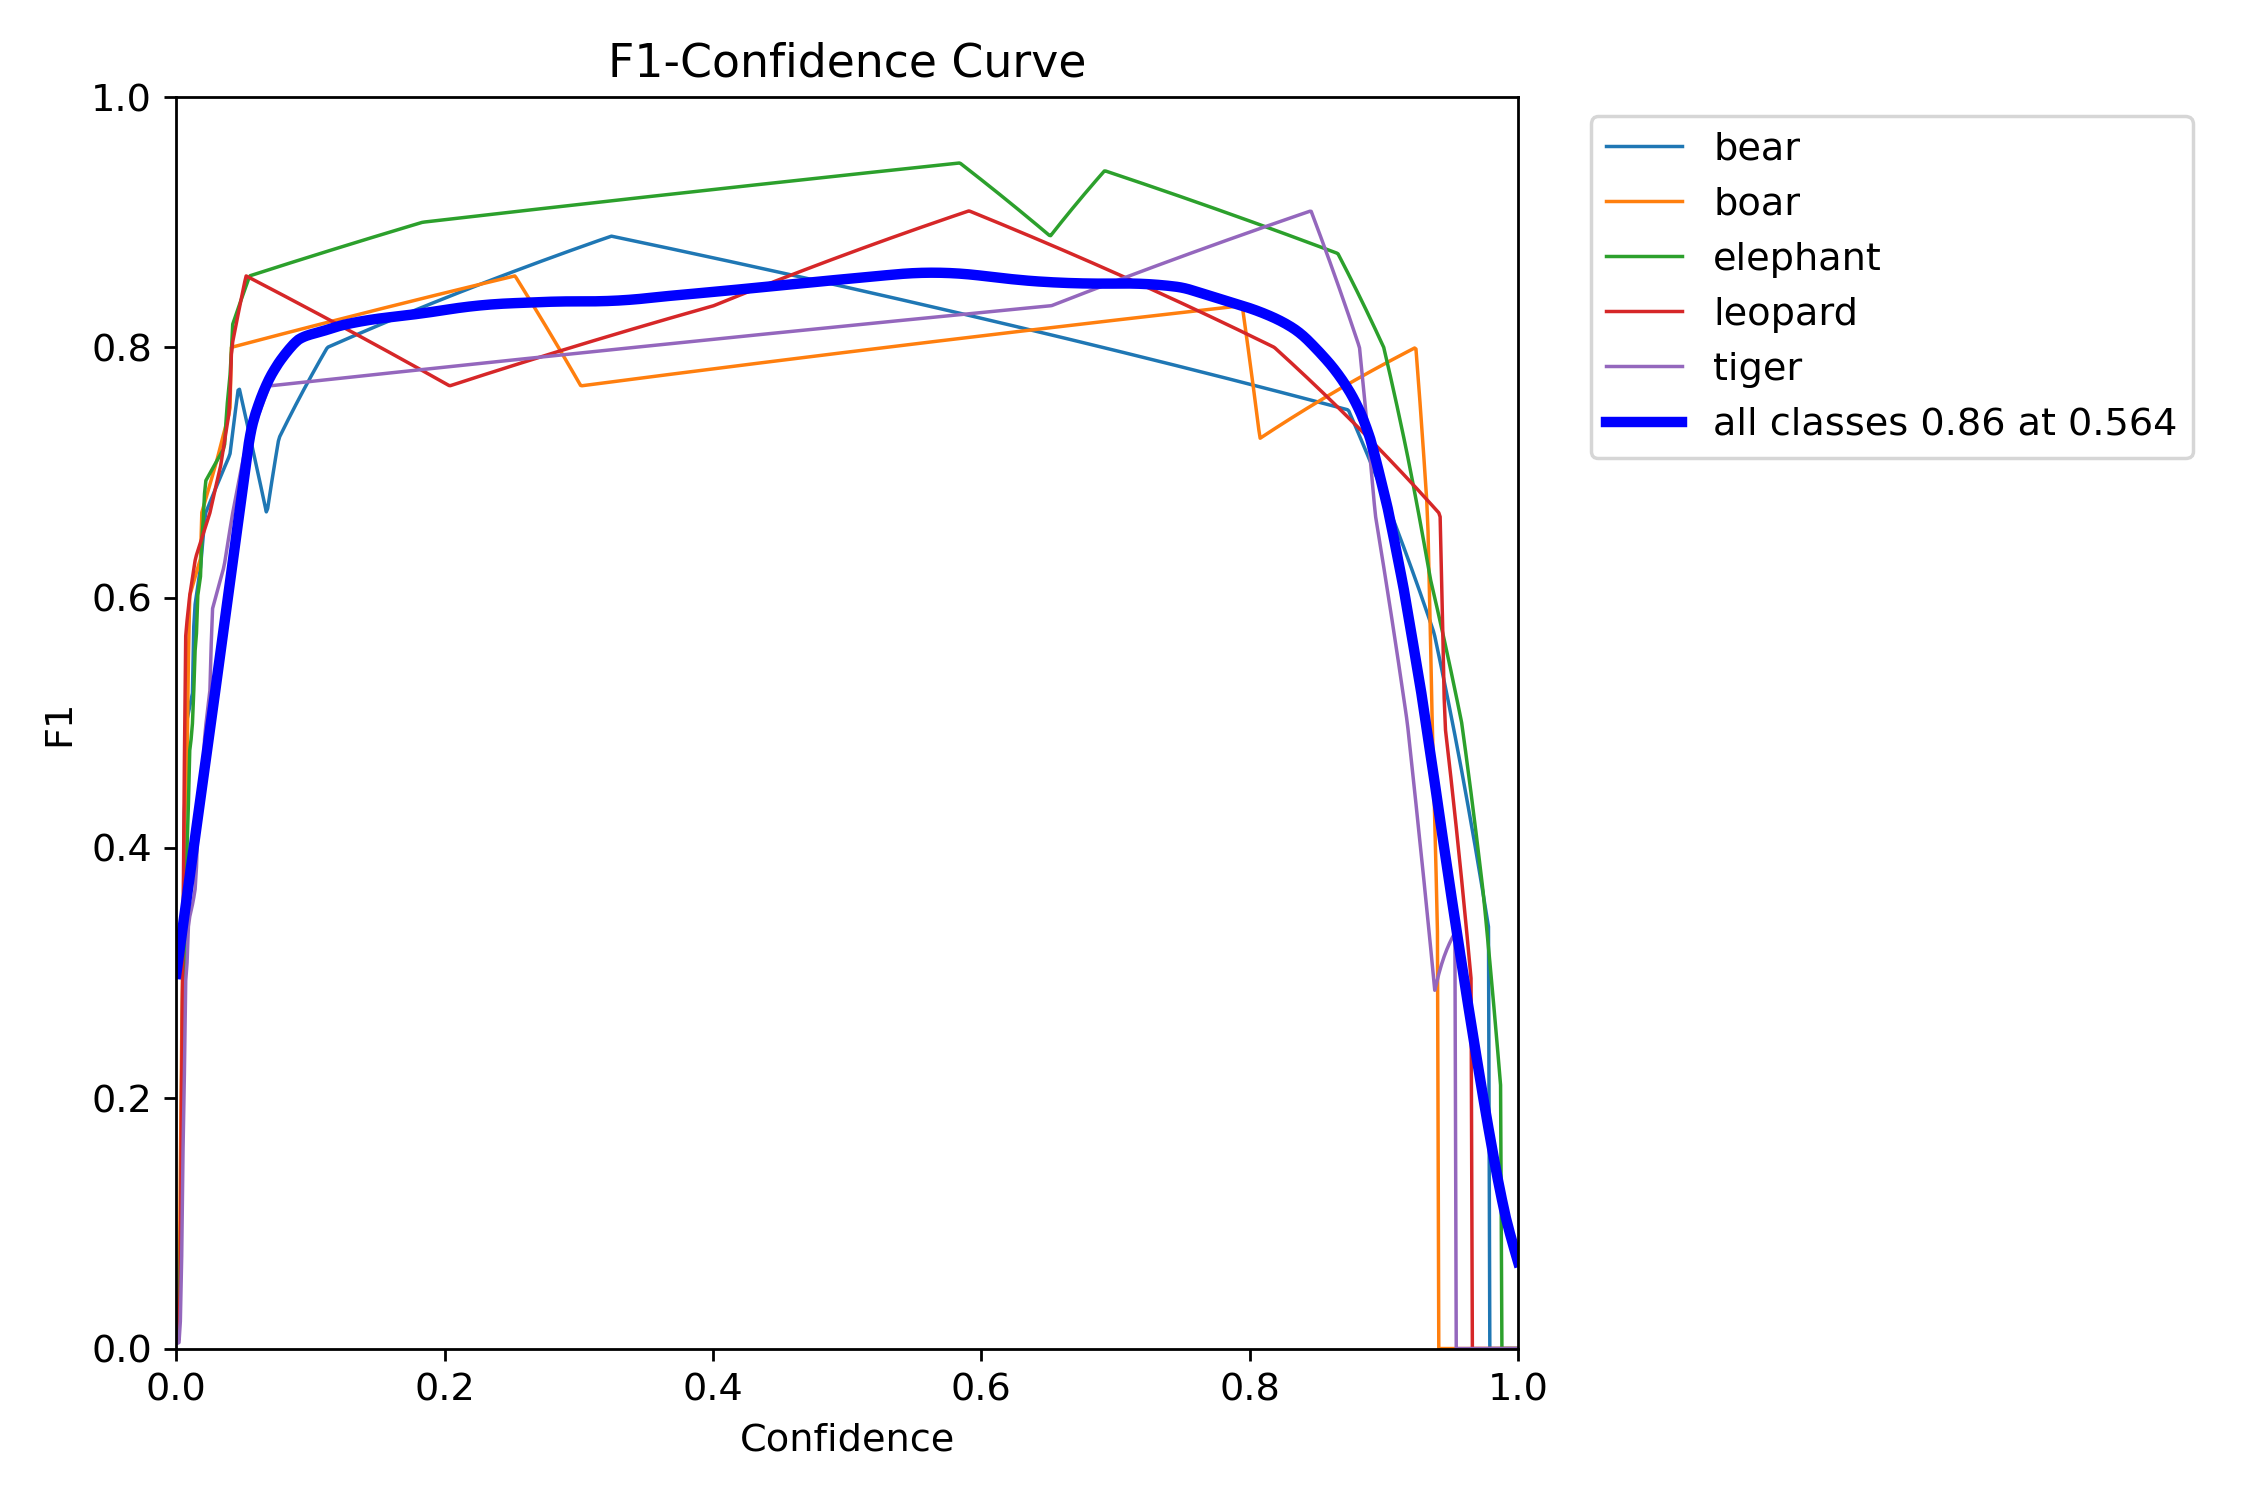 F1-Confidence Curve
1.0
0.8
0.6
0.4
0.2
0.0
F1
0.0 0.2 0.4 0.6 0.8 1.0
Confidence
bear
boar
elephant
leopard
tiger
all classes 0.86 at 0.564